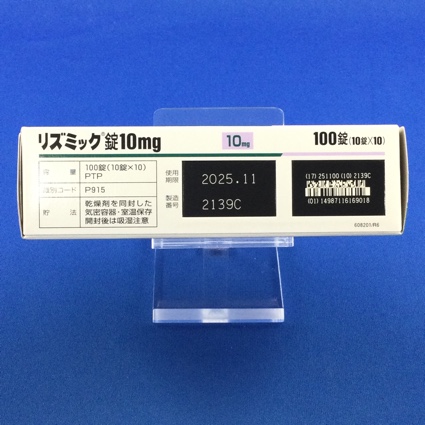 リズミック®錠10mg
10mg
100錠(10錠×10)
容量 100錠(10錠×10)
PTP
識別コード P915
貯法 乾燥剤を同封した
気密容器・室温保存
開封後は吸湿注意
使用期限 2025.11
製造番号 2139C
(17)251100(10)2139C
(01)14987116169018
608201/R6